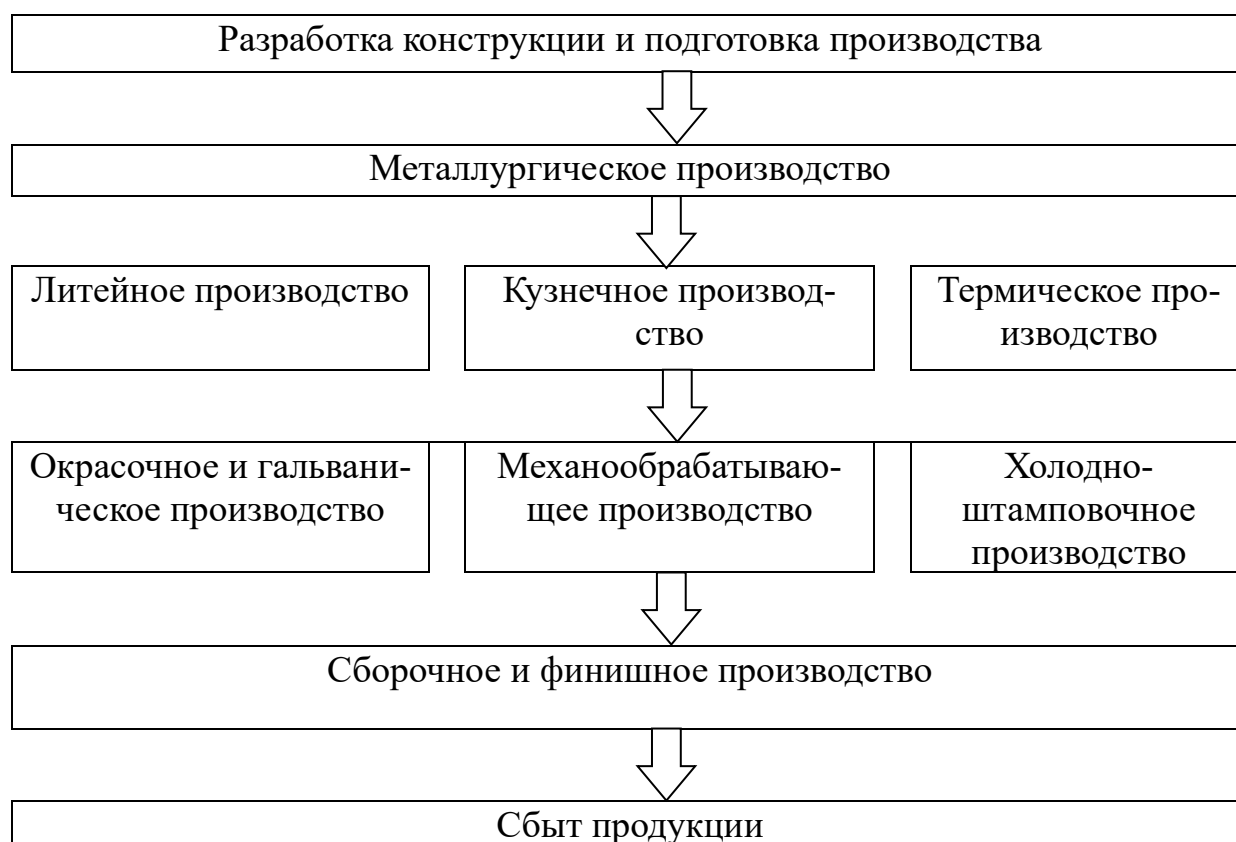 Разработка конструкции и подготовка производства
Металлургическое производство
Литейное производство
Кузнечное производ-
ство
Термическое про-
изводство
Окрасочное и гальвани-
ческое производство
Механообрабатываю-
щее производство
Холодно-
штамповочное
производство
Сборочное и финишное производство
Сбыт продукции